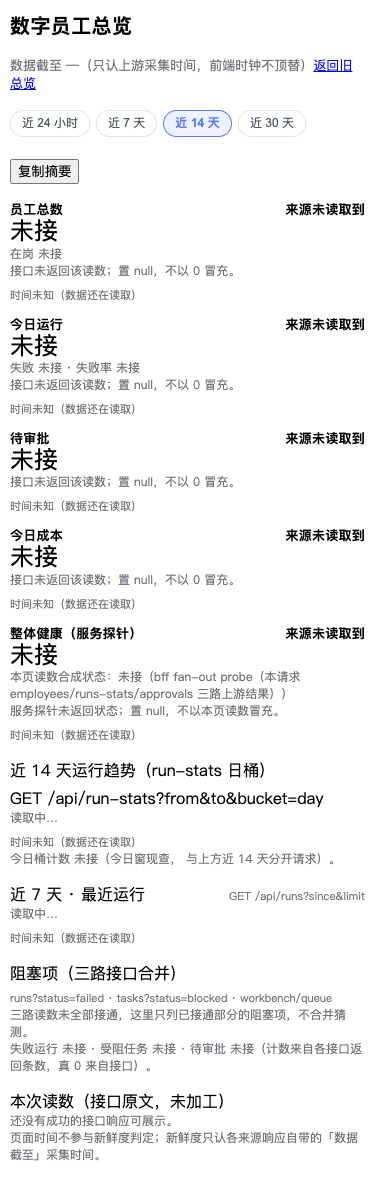 数字员工总览
数据截至 —（只认上游采集时间，前端时钟不顶替）返回旧
总览
近 24 小时 近 7 天 近 14 天 近 30 天
复制摘要
员工总数 来源未读取到
未接
在岗 未接
接口未返回该读数；置 null，不以 0 冒充。
时间未知（数据还在读取）
今日运行 来源未读取到
未接
失败 未接 · 失败率 未接
接口未返回该读数；置 null，不以 0 冒充。
时间未知（数据还在读取）
待审批 来源未读取到
未接
接口未返回该读数；置 null，不以 0 冒充。
时间未知（数据还在读取）
今日成本 来源未读取到
未接
接口未返回该读数；置 null，不以 0 冒充。
时间未知（数据还在读取）
整体健康（服务探针） 来源未读取到
未接
本页读数合成状态：未接（bff fan-out probe（本请求
employees/runs-stats/approvals 三路上游结果））
服务探针未返回状态；置 null，不以本页读数冒充。
时间未知（数据还在读取）
近 14 天运行趋势（run-stats 日桶）
GET /api/run-stats?from&to&bucket=day
读取中...
时间未知（数据还在读取）
今日桶计数 未接（今日窗现查， 与上方近 14 天分开请求）。
近 7 天 · 最近运行 GET /api/runs?since&limit
读取中...
时间未知（数据还在读取）
阻塞项（三路接口合并）
runs?status=failed · tasks?status=blocked · workbench/queue
三路读数未全部接通，这里只列已接通部分的阻塞项，不合并猜
测。
失败运行 未接 · 受阻任务 未接 · 待审批 未接（计数来自各接口返
回条数，真 0 来自接口）。
本次读数（接口原文，未加工）
还没有成功的接口响应可展示。
页面时间不参与新鲜度判定；新鲜度只认各来源响应自带的「数据
截至」采集时间。